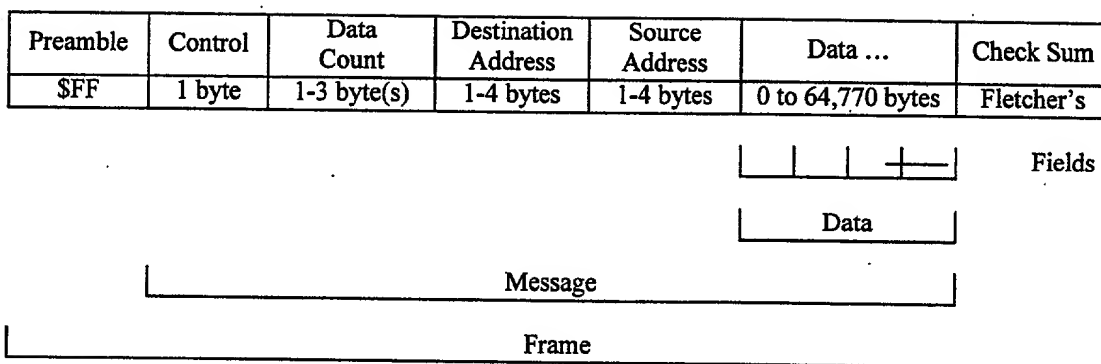 Preamble Control Data Count Destination Address Source Address Data ... Check Sum
$FF 1 byte 1-3 byte(s) 1-4 bytes 1-4 bytes 0 to 64,770 bytes Fletcher's
Fields
Data
Message
Frame